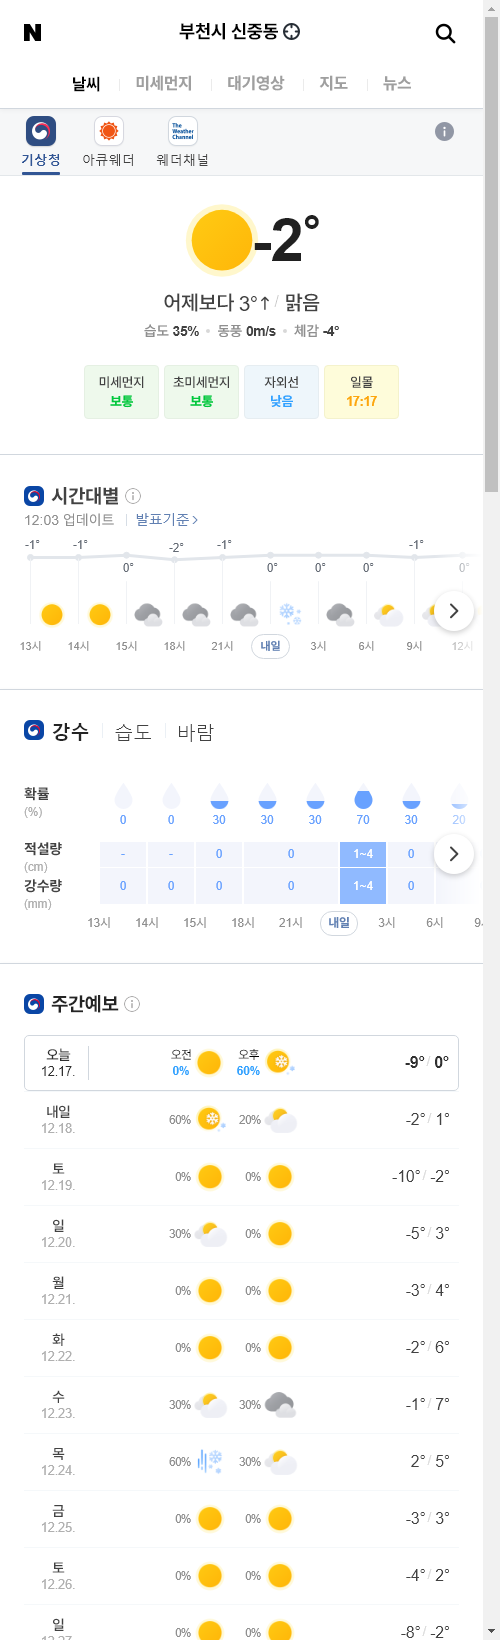 N
부천시 신중동
날씨 미세먼지 대기영상 지도 뉴스
The Weather Channel
기상청 아큐웨더 웨더채널
-2°
어제보다 3°↑ / 맑음
습도 35% 동풍 0m/s 체감 -4°
미세먼지 초미세먼지 자외선 일몰
보통 보통 낮음 17:17
시간대별
12:03 업데이트 발표기준 >
-1° -1° 0° -2° -1° 0° 0° 0° -1° 0°
13시 14시 15시 18시 21시 내일 3시 6시 9시 12시
강수 습도 바람
확률
(%)
0 0 30 30 30 70 30 20
적설량
(cm)
- - 0 0 1~4 0
강수량
(mm)
0 0 0 0 1~4 0
13시 14시 15시 18시 21시 내일 3시 6시
주간예보
오늘 오전 오후
12.17. 0% 60% -9° / 0°
내일
12.18. 60% 20% -2° / 1°
토
12.19. 0% 0% -10° / -2°
일
12.20. 30% 0% -5° / 3°
월
12.21. 0% 0% -3° / 4°
화
12.22. 0% 0% -2° / 6°
수
12.23. 30% 30% -1° / 7°
목
12.24. 60% 30% 2° / 5°
금
12.25. 0% 0% -3° / 3°
토
12.26. 0% 0% -4° / 2°
일
12.27. 0% 0% -8° / -2°